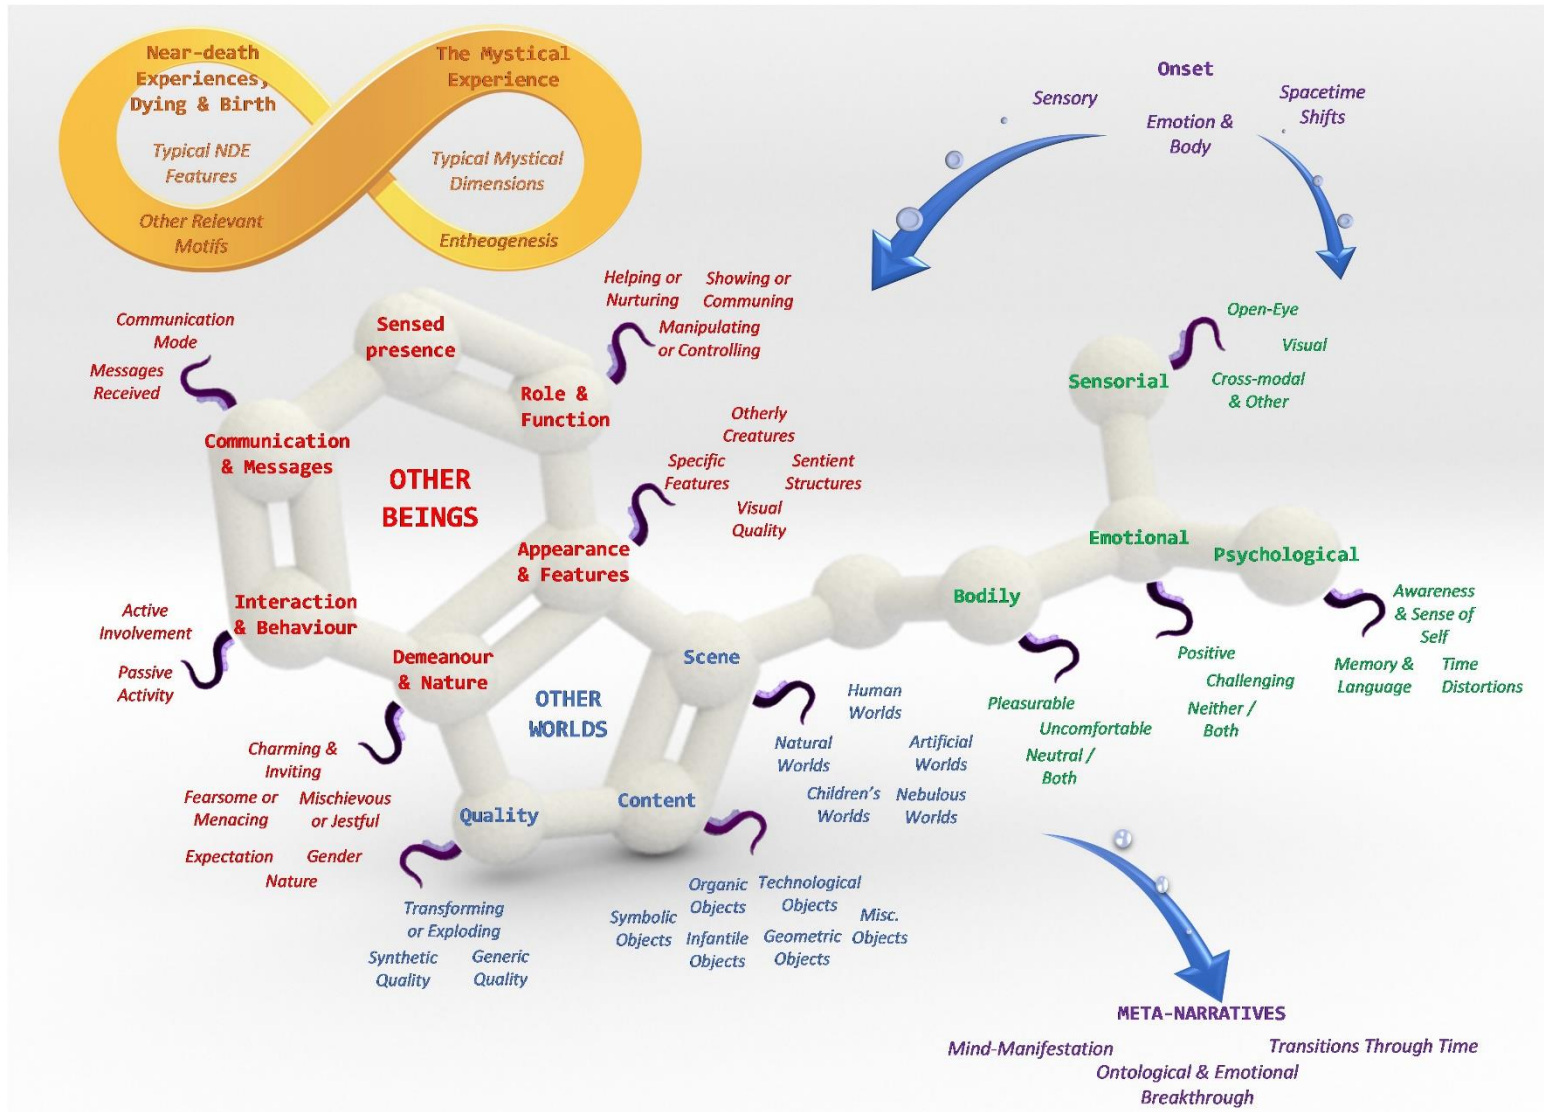 Near-death
Experiences,
Dying & Birth
Typical NDE
Features
Other Relevant
Motifs
The Mystical
Experience
Typical Mystical
Dimensions
Entheogenesis
Onset
Sensory
Emotion &
Body
Spacetime
Shifts
Communication
Mode
Messages
Received
Sensed
presence
Helping or
Nurturing
Showing or
Communing
Manipulating
or Controlling
Role &
Function
Communication
& Messages
OTHER
BEINGS
Otherly
Creatures
Specific
Features
Sentient
Structures
Visual
Quality
Appearance
& Features
Interaction
& Behaviour
Active
Involvement
Passive
Activity
Demeanour
& Nature
Charming &
Inviting
Fearsome or
Menacing
Mischievous
or Jestful
Expectation
Gender
Nature
OTHER
WORLDS
Scene
Human
Worlds
Natural
Worlds
Artificial
Worlds
Children's
Worlds
Nebulous
Worlds
Quality
Transforming
or Exploding
Synthetic
Quality
Generic
Quality
Content
Organic
Objects
Technological
Objects
Symbolic
Objects
Infantile
Objects
Geometric
Objects
Misc.
Objects
Open-Eye
Visual
Cross-modal
& Other
Sensorial
Emotional
Psychological
Bodily
Awareness
& Sense of
Self
Memory &
Language
Time
Distortions
Positive
Challenging
Neither /
Both
Pleasurable
Uncomfortable
Neutral /
Both
META-NARRATIVES
Mind-Manifestation
Transitions Through Time
Ontological & Emotional
Breakthrough